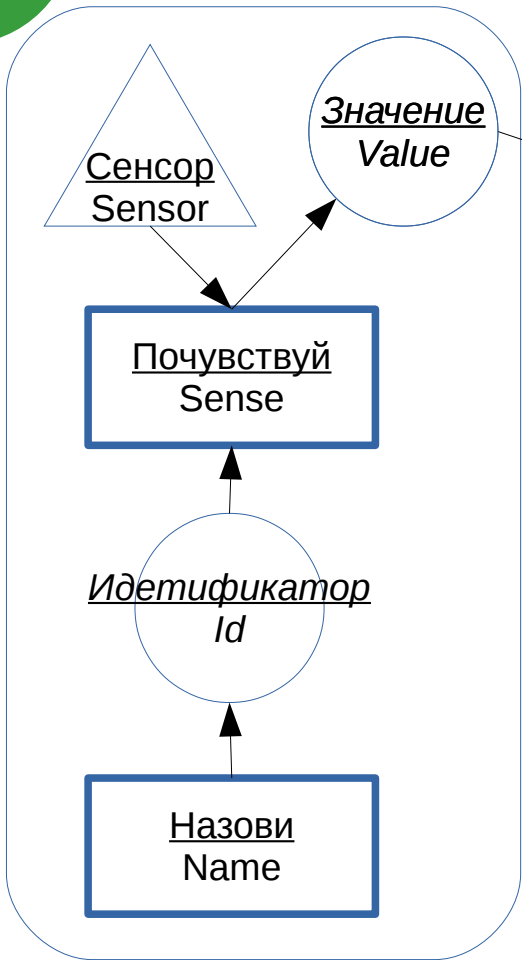 Сенсор
Sensor
Значение
Value
Почувствуй
Sense
Идетификатор
Id
Назови
Name